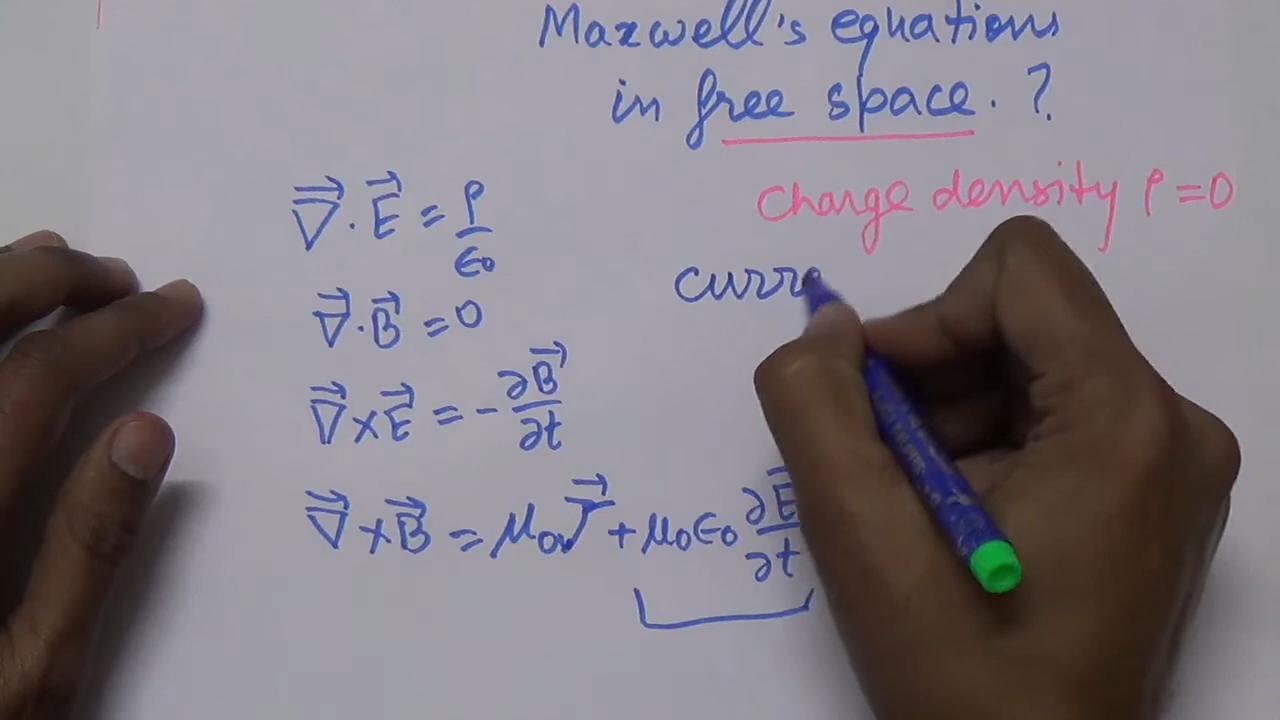 Maxwell's equations
in free space. ?
charge density ρ = 0
curre
∇⃗ · E⃗ = ρ/ϵ₀
∇⃗ · B⃗ = 0
∇⃗ × E⃗ = - ∂B⃗/∂t
∇⃗ × B⃗ = μ₀J⃗ + μ₀ϵ₀ ∂E⃗/∂t